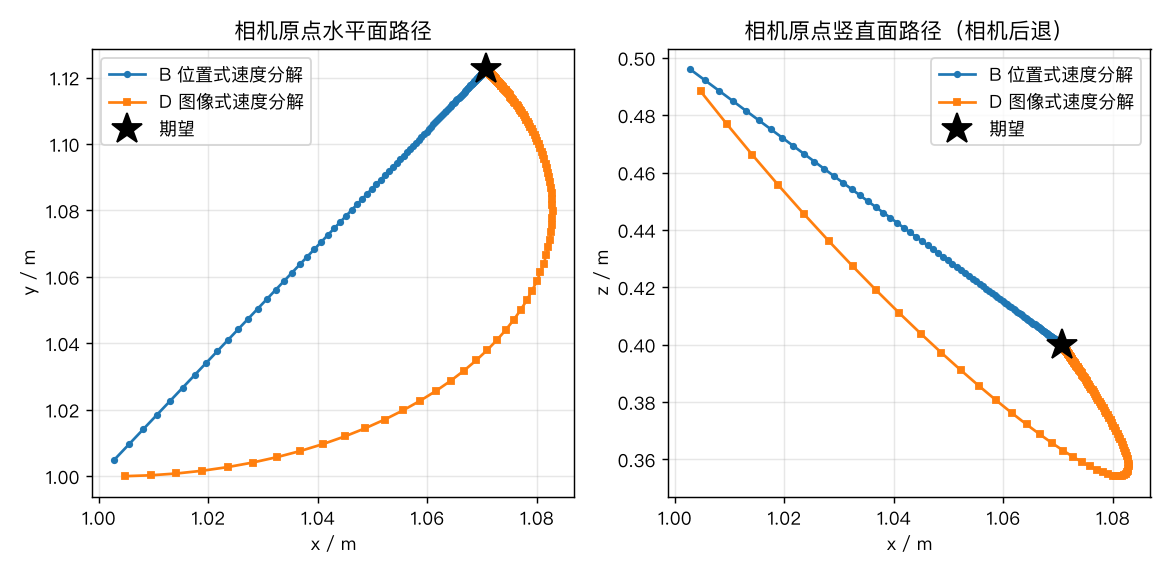 相机原点水平面路径
B 位置式速度分解
D 图像式速度分解
期望
1.12
1.10
1.08
1.06
1.04
1.02
1.00
y / m
1.00
1.02
1.04
1.06
1.08
x / m
相机原点竖直面路径（相机后退）
B 位置式速度分解
D 图像式速度分解
期望
0.50
0.48
0.46
0.44
0.42
0.40
0.38
0.36
z / m
1.00
1.02
1.04
1.06
1.08
x / m